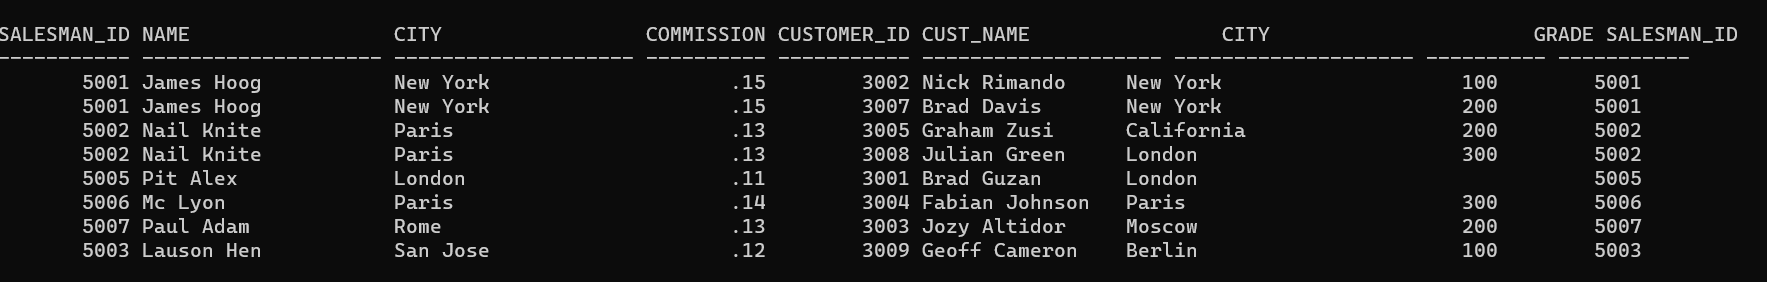 SALESMAN_ID NAME                 CITY                 COMMISSION CUSTOMER_ID CUST_NAME                CITY                      GRADE SALESMAN_ID
----------- -------------------- -------------------- ---------- ----------- -------------------- -------------------- ---------- -----------
       5001 James Hoog           New York                    .15        3002 Nick Rimando     New York                    100        5001
       5001 James Hoog           New York                    .15        3007 Brad Davis       New York                    200        5001
       5002 Nail Knite           Paris                       .13        3005 Graham Zusi      California                  200        5002
       5002 Nail Knite           Paris                       .13        3008 Julian Green     London                      300        5002
       5005 Pit Alex             London                      .11        3001 Brad Guzan       London                                 5005
       5006 Mc Lyon              Paris                       .14        3004 Fabian Johnson   Paris                       300        5006
       5007 Paul Adam            Rome                        .13        3003 Jozy Altidor     Moscow                      200        5007
       5003 Lauson Hen           San Jose                    .12        3009 Geoff Cameron    Berlin                      100        5003